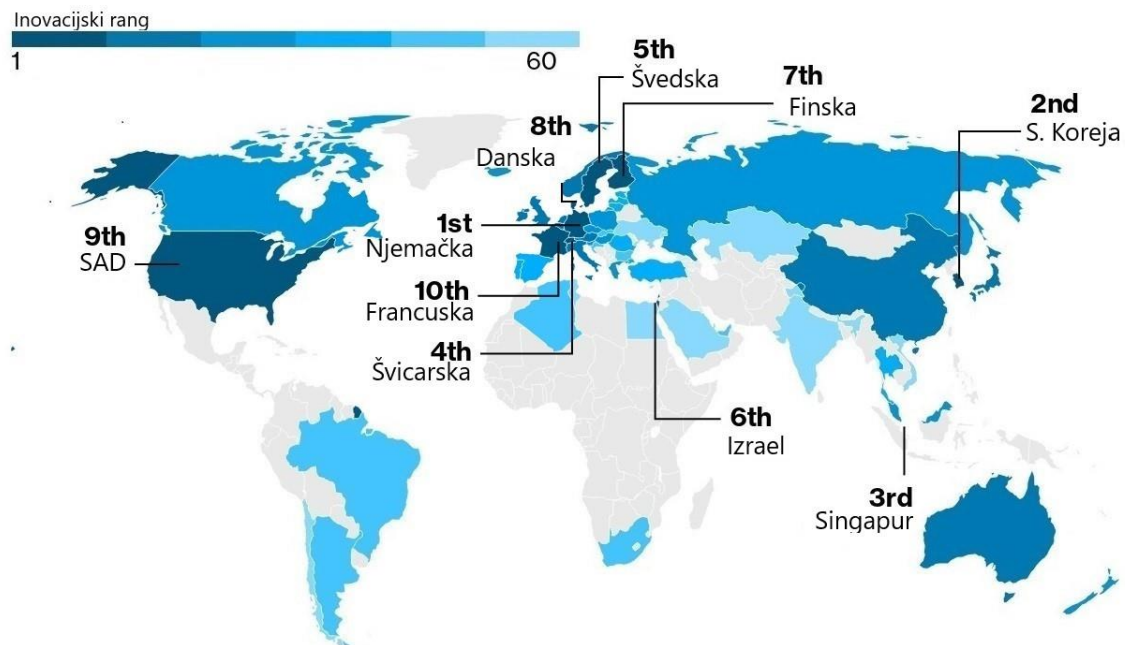 Inovacijski rang
1
60
5th
Švedska
7th
Finska
2nd
S. Koreja
8th
Danska
1st
Njemačka
9th
SAD
10th
Francuska
4th
Švicarska
6th
Izrael
3rd
Singapur